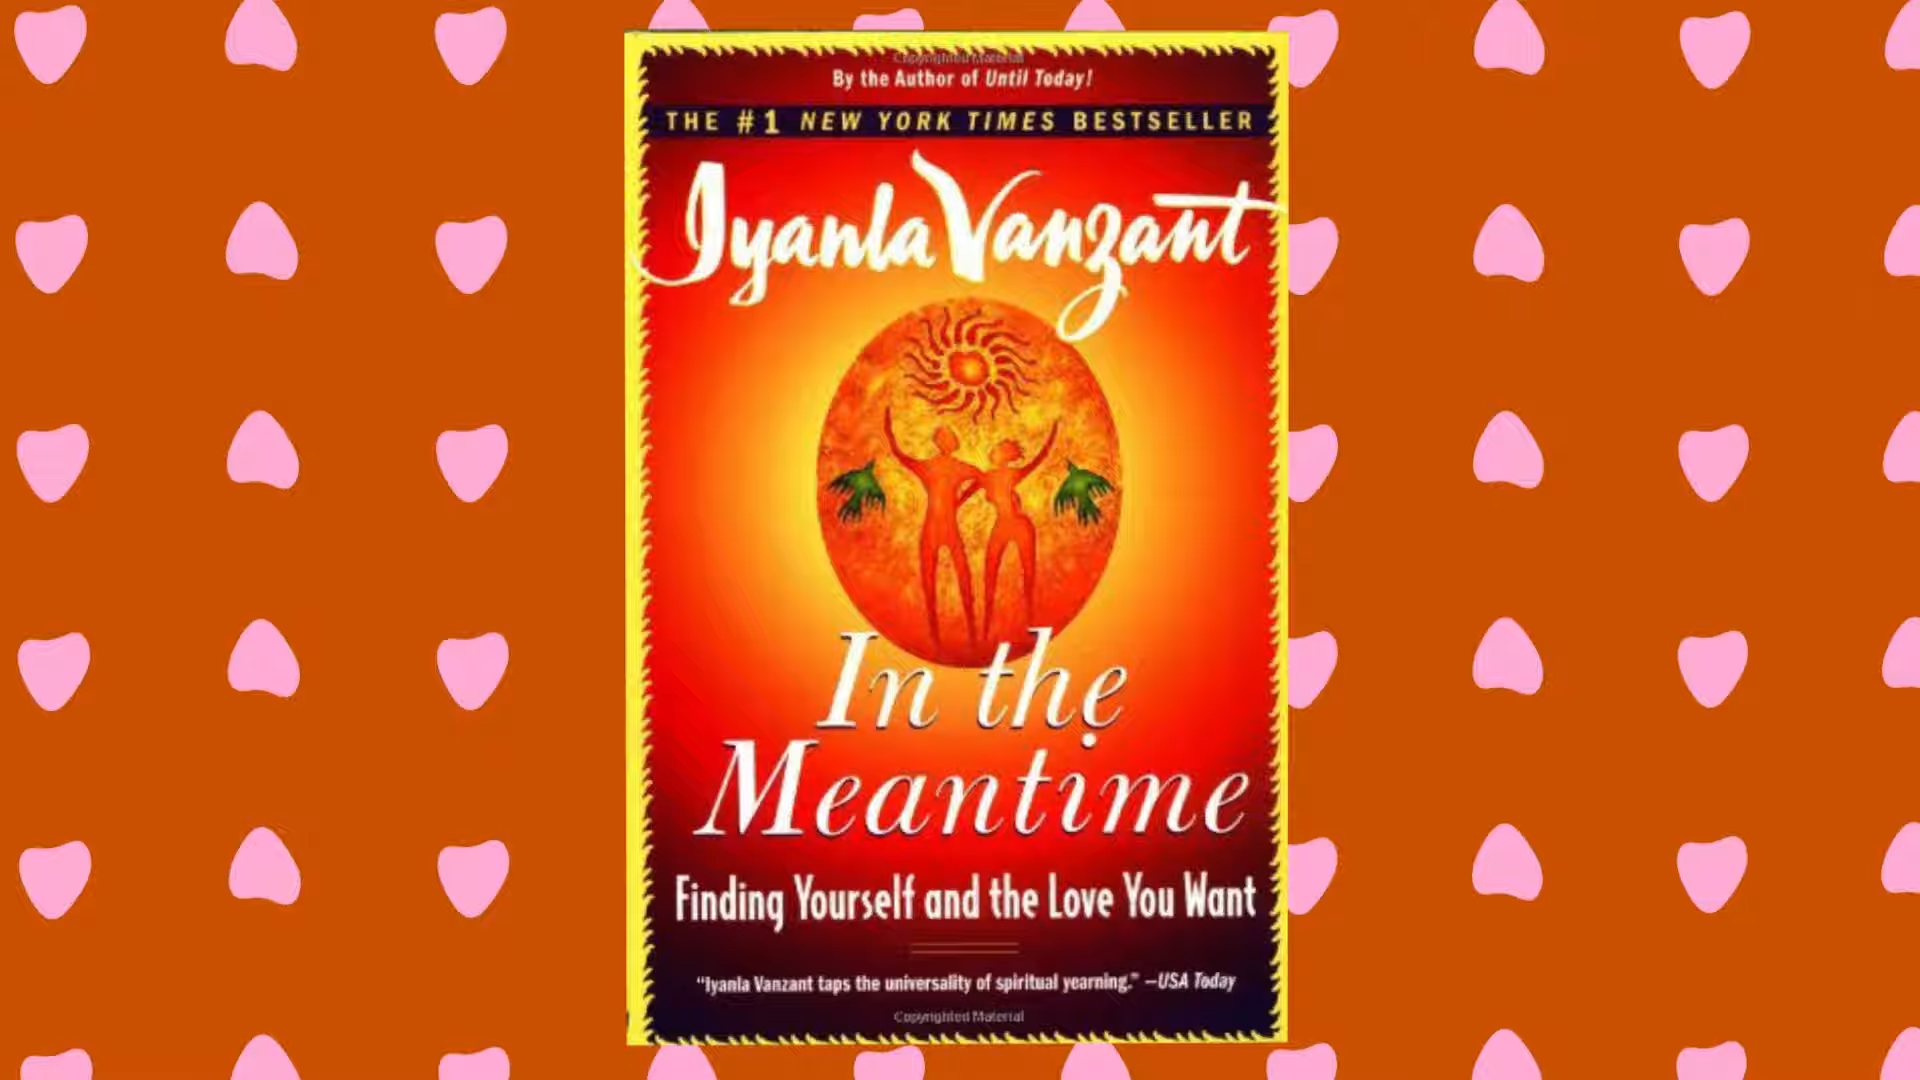 Copyrighted Material
By the Author of Until Today!
THE #1 NEW YORK TIMES BESTSELLER
Iyanla Vanzant
In the
Meantime
Finding Yourself and the Love You Want
“Iyanla Vanzant taps the universality of spiritual yearning.” –USA Today
Copyrighted Material